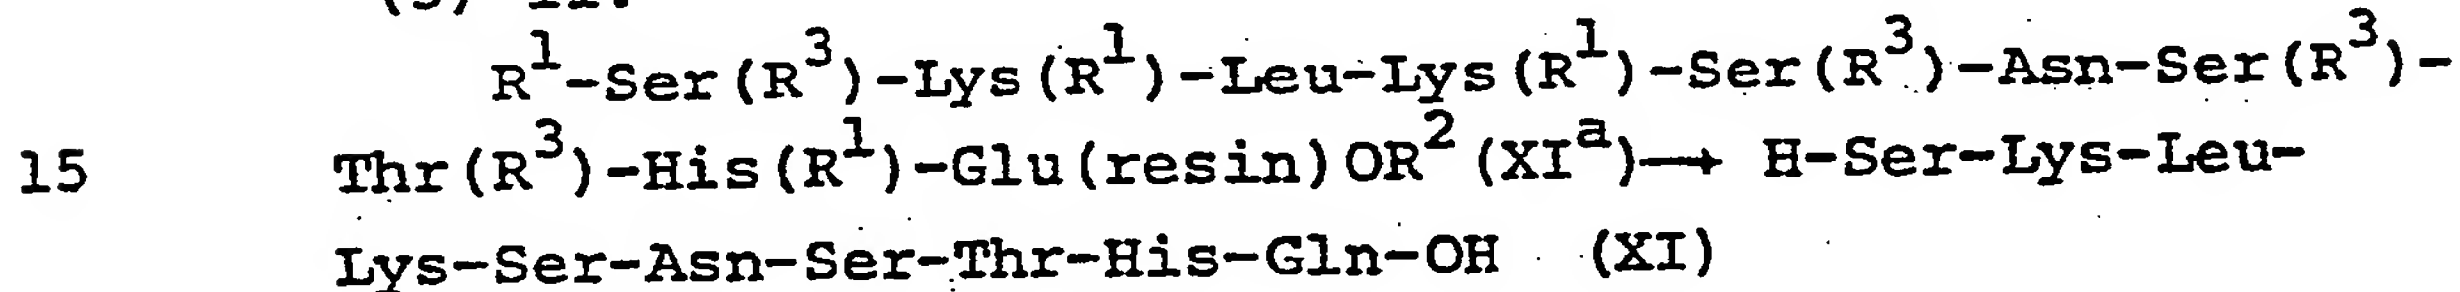 R¹-Ser(R³)-Lys(R¹)-Leu-Lys(R¹)-Ser(R³)-Asn-Ser(R³)-
15 Thr(R³)-His(R¹)-Glu(resin)OR²(XIᵃ)→ H-Ser-Lys-Leu-
Lys-Ser-Asn-Ser-Thr-His-Gln-OH (XI)